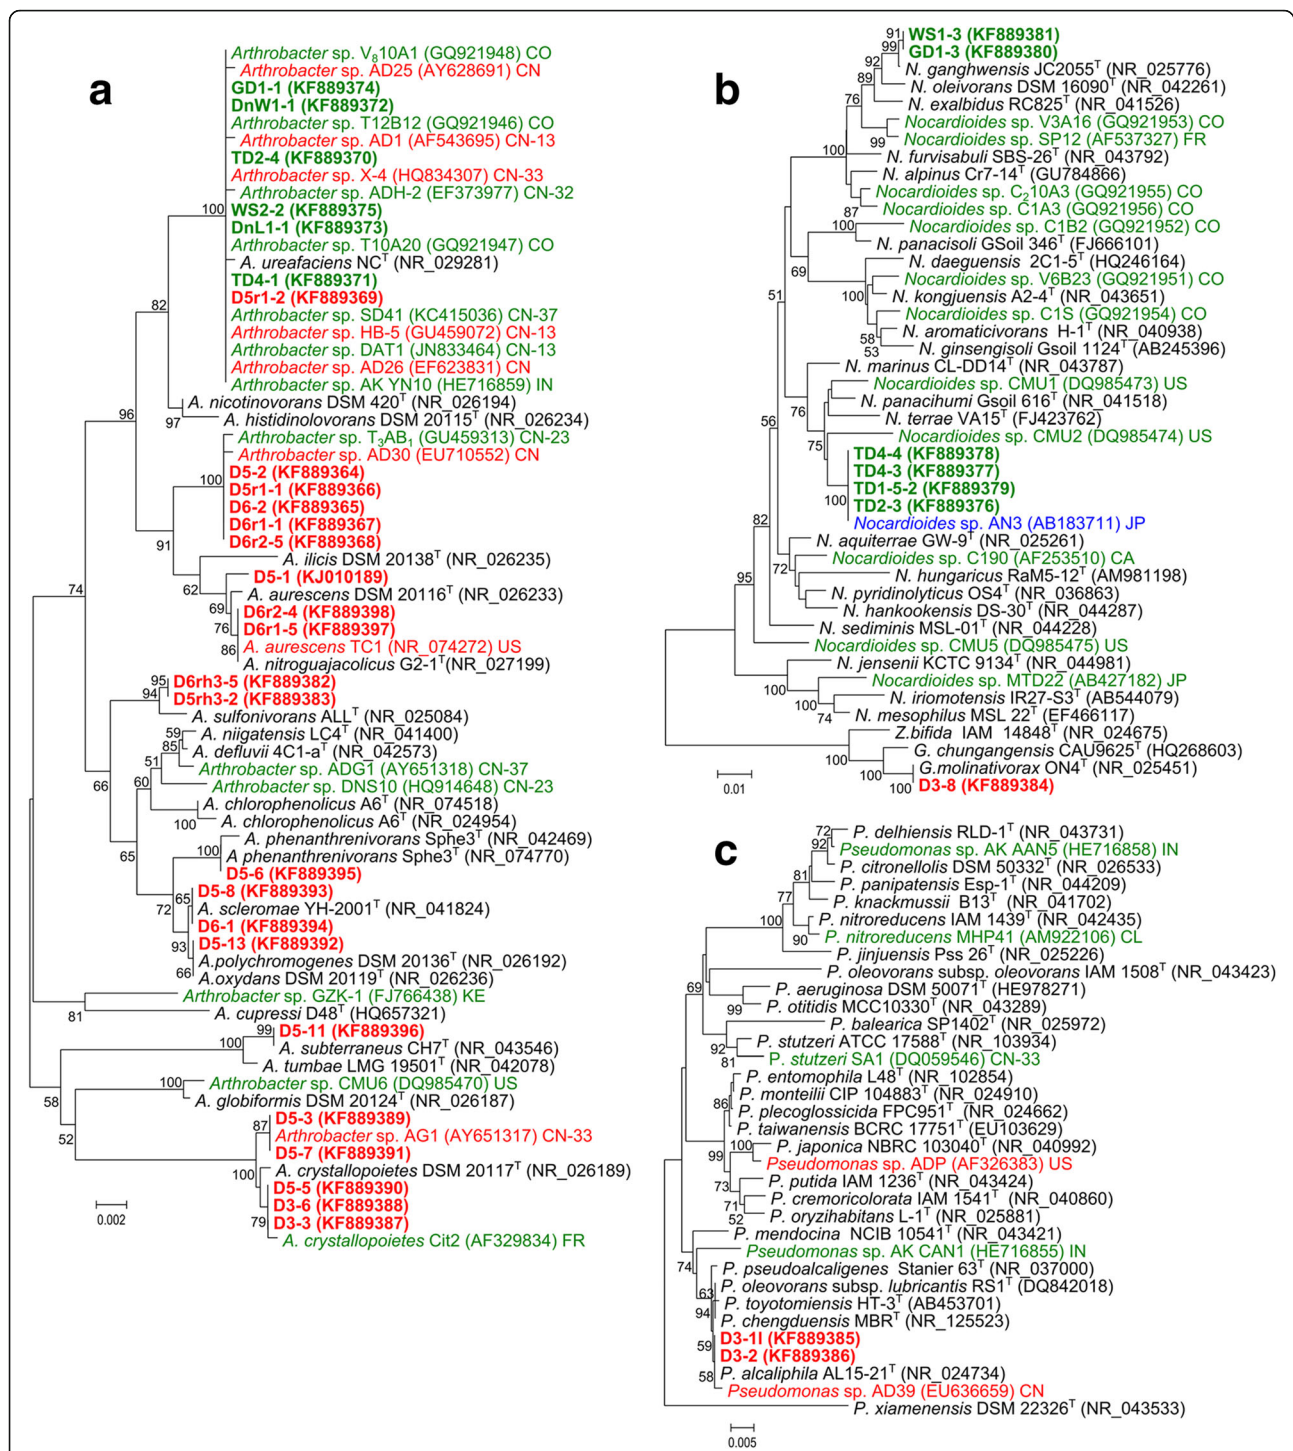 a
Arthrobacter sp. V₈10A1 (GQ921948) CO
Arthrobacter sp. AD25 (AY628691) CN
GD1-1 (KF889374)
DnW1-1 (KF889372)
Arthrobacter sp. T12B12 (GQ921946) CO
Arthrobacter sp. AD1 (AF543695) CN-13
TD2-4 (KF889370)
Arthrobacter sp. X-4 (HQ834307) CN-33
Arthrobacter sp. ADH-2 (EF373977) CN-32
100 WS2-2 (KF889375)
DnL1-1 (KF889373)
Arthrobacter sp. T10A20 (GQ921947) CO
A. ureafaciens NCᵀ (NR_029281)
TD4-1 (KF889371)
D5r1-2 (KF889369)
82 Arthrobacter sp. SD41 (KC415036) CN-37
Arthrobacter sp. HB-5 (GU459072) CN-13
Arthrobacter sp. DAT1 (JN833464) CN-13
Arthrobacter sp. AD26 (EF623831) CN
Arthrobacter sp. AK YN10 (HE716859) IN
A. nicotinovorans DSM 420ᵀ (NR_026194)
96 97 A. histidinolovorans DSM 20115ᵀ (NR_026234)
Arthrobacter sp. T₃AB₁ (GU459313) CN-23
Arthrobacter sp. AD30 (EU710552) CN
100 D5-2 (KF889364)
D5r1-1 (KF889366)
D6-2 (KF889365)
D6r1-1 (KF889367)
91 D6r2-5 (KF889368)
A. ilicis DSM 20138ᵀ (NR_026235)
D5-1 (KJ010189)
74 62 A. aurescens DSM 20116ᵀ (NR_026233)
69 D6r2-4 (KF889398)
76 D6r1-5 (KF889397)
86 A. aurescens TC1 (NR_074272) US
A. nitroguajacolicus G2-1ᵀ(NR_027199)
95 D6rh3-5 (KF889382)
94 D5rh3-2 (KF889383)
A. sulfonivorans ALLᵀ (NR_025084)
59 A. niigatensis LC4ᵀ (NR_041400)
85 A. defluvii 4C1-aᵀ (NR_042573)
51 Arthrobacter sp. ADG1 (AY651318) CN-37
66 60 Arthrobacter sp. DNS10 (HQ914648) CN-23
A. chlorophenolicus A6ᵀ (NR_074518)
100 A. chlorophenolicus A6ᵀ (NR_024954)
A. phenanthrenivorans Sphe3ᵀ (NR_042469)
65 100 A phenanthrenivorans Sphe3ᵀ (NR_074770)
D5-6 (KF889395)
65 D5-8 (KF889393)
72 A. scleromae YH-2001ᵀ (NR_041824)
D6-1 (KF889394)
93 D5-13 (KF889392)
A.polychromogenes DSM 20136ᵀ (NR_026192)
66 A.oxydans DSM 20119ᵀ (NR_026236)
Arthrobacter sp. GZK-1 (FJ766438) KE
81 A. cupressi D48ᵀ (HQ657321)
99 D5-11 (KF889396)
100 A. subterraneus CH7ᵀ (NR_043546)
A. tumbae LMG 19501ᵀ (NR_042078)
100 Arthrobacter sp. CMU6 (DQ985470) US
58 A. globiformis DSM 20124ᵀ (NR_026187)
D5-3 (KF889389)
87 Arthrobacter sp. AG1 (AY651317) CN-33
52 D5-7 (KF889391)
100 A. crystallopoietes DSM 20117ᵀ (NR_026189)
D5-5 (KF889390)
D3-6 (KF889388)
79 D3-3 (KF889387)
A. crystallopoietes Cit2 (AF329834) FR
0.002
b
91 WS1-3 (KF889381)
99 GD1-3 (KF889380)
92 N. ganghwensis JC2055ᵀ (NR_025776)
89 N. oleivorans DSM 16090ᵀ (NR_042261)
76 N. exalbidus RC825ᵀ (NR_041526)
Nocardioides sp. V3A16 (GQ921953) CO
99 Nocardioides sp. SP12 (AF537327) FR
100 N. furvisabuli SBS-26ᵀ (NR_043792)
N. alpinus Cr7-14ᵀ (GU784866)
Nocardioides sp. C₂10A3 (GQ921955) CO
87 Nocardioides sp. C1A3 (GQ921956) CO
100 Nocardioides sp. C1B2 (GQ921952) CO
N. panacisoli GSoil 346ᵀ (FJ666101)
69 N. daeguensis 2C1-5ᵀ (HQ246164)
Nocardioides sp. V6B23 (GQ921951) CO
51 100 N. kongjuensis A2-4ᵀ (NR_043651)
Nocardioides sp. C1S (GQ921954) CO
58 N. aromaticivorans H-1ᵀ (NR_040938)
53 N. ginsengisoli Gsoil 1124ᵀ (AB245396)
N. marinus CL-DD14ᵀ (NR_043787)
Nocardioides sp. CMU1 (DQ985473) US
76 N. panacihumi Gsoil 616ᵀ (NR_041518)
56 N. terrae VA15ᵀ (FJ423762)
75 Nocardioides sp. CMU2 (DQ985474) US
TD4-4 (KF889378)
TD4-3 (KF889377)
TD1-5-2 (KF889379)
100 TD2-3 (KF889376)
82 Nocardioides sp. AN3 (AB183711) JP
N. aquiterrae GW-9ᵀ (NR_025261)
Nocardioides sp. C190 (AF253510) CA
72 N. hungaricus RaM5-12ᵀ (AM981198)
95 N. pyridinolyticus OS4ᵀ (NR_036863)
N. hankookensis DS-30ᵀ (NR_044287)
N. sediminis MSL-01ᵀ (NR_044228)
Nocardioides sp. CMU5 (DQ985475) US
N. jensenii KCTC 9134ᵀ (NR_044981)
100 Nocardioides sp. MTD22 (AB427182) JP
100 N. iriomotensis IR27-S3ᵀ (AB544079)
74 N. mesophilus MSL 22ᵀ (EF466117)
Z.bifida IAM 14848ᵀ (NR_024675)
100 G. chungangensis CAU9625ᵀ (HQ268603)
100 G.molinativorax ON4ᵀ (NR_025451)
100 D3-8 (KF889384)
0.01
c
72 P. delhiensis RLD-1ᵀ (NR_043731)
92 Pseudomonas sp. AK AAN5 (HE716858) IN
P. citronellolis DSM 50332ᵀ (NR_026533)
81 P. panipatensis Esp-1ᵀ (NR_044209)
77 P. knackmussii B13ᵀ (NR_041702)
100 P. nitroreducens IAM 1439ᵀ (NR_042435)
90 P. nitroreducens MHP41 (AM922106) CL
P. jinjuensis Pss 26ᵀ (NR_025226)
P. oleovorans subsp. oleovorans IAM 1508ᵀ (NR_043423)
69 P. aeruginosa DSM 50071ᵀ (HE978271)
99 P. otitidis MCC10330ᵀ (NR_043289)
P. balearica SP1402ᵀ (NR_025972)
92 P. stutzeri ATCC 17588ᵀ (NR_103934)
81 P. stutzeri SA1 (DQ059546) CN-33
P. entomophila L48ᵀ (NR_102854)
P. monteilii CIP 104883ᵀ (NR_024910)
86 P. plecoglossicida FPC951ᵀ (NR_024662)
P. taiwanensis BCRC 17751ᵀ (EU103629)
100 P. japonica NBRC 103040ᵀ (NR_040992)
99 Pseudomonas sp. ADP (AF326383) US
73 P. putida IAM 1236ᵀ (NR_043424)
71 P. cremoricolorata IAM 1541ᵀ (NR_040860)
52 P. oryzihabitans L-1ᵀ (NR_025881)
P. mendocina NCIB 10541ᵀ (NR_043421)
Pseudomonas sp. AK CAN1 (HE716855) IN
74 P. pseudoalcaligenes Stanier 63ᵀ (NR_037000)
63 P. oleovorans subsp. lubricantis RS1ᵀ (DQ842018)
94 P. toyotomiensis HT-3ᵀ (AB453701)
P. chengduensis MBRᵀ (NR_125523)
59 D3-1l (KF889385)
D3-2 (KF889386)
58 P. alcaliphila AL15-21ᵀ (NR_024734)
Pseudomonas sp. AD39 (EU636659) CN
P. xiamenensis DSM 22326ᵀ (NR_043533)
0.005